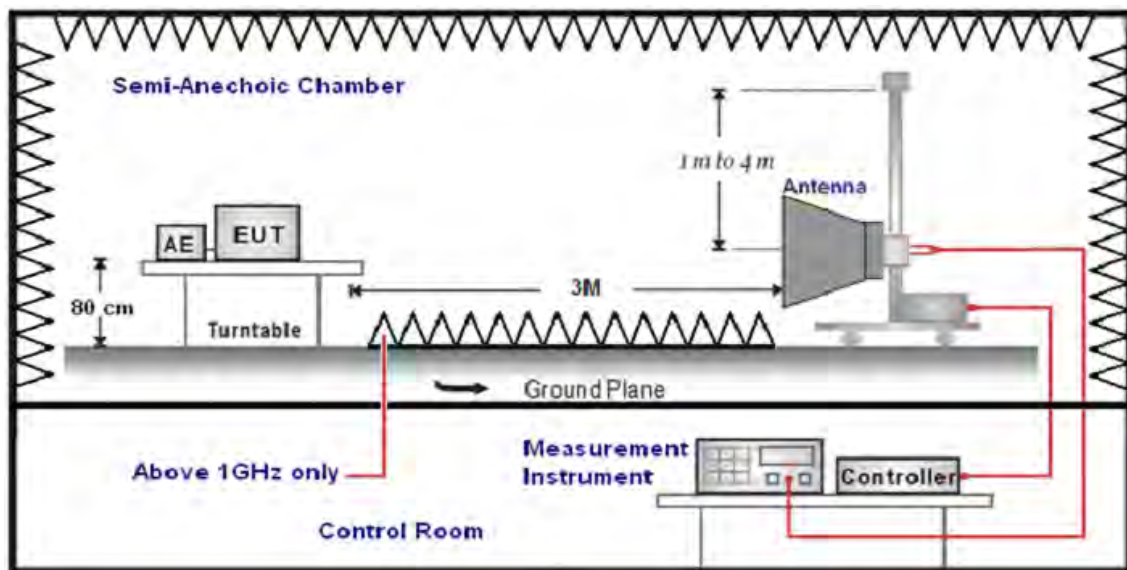 Semi-Anechoic Chamber
1 m to 4 m
Antenna
AE
EUT
80 cm
3M
Turntable
Ground Plane
Measurement
Instrument
Above 1GHz only
Controller
Control Room